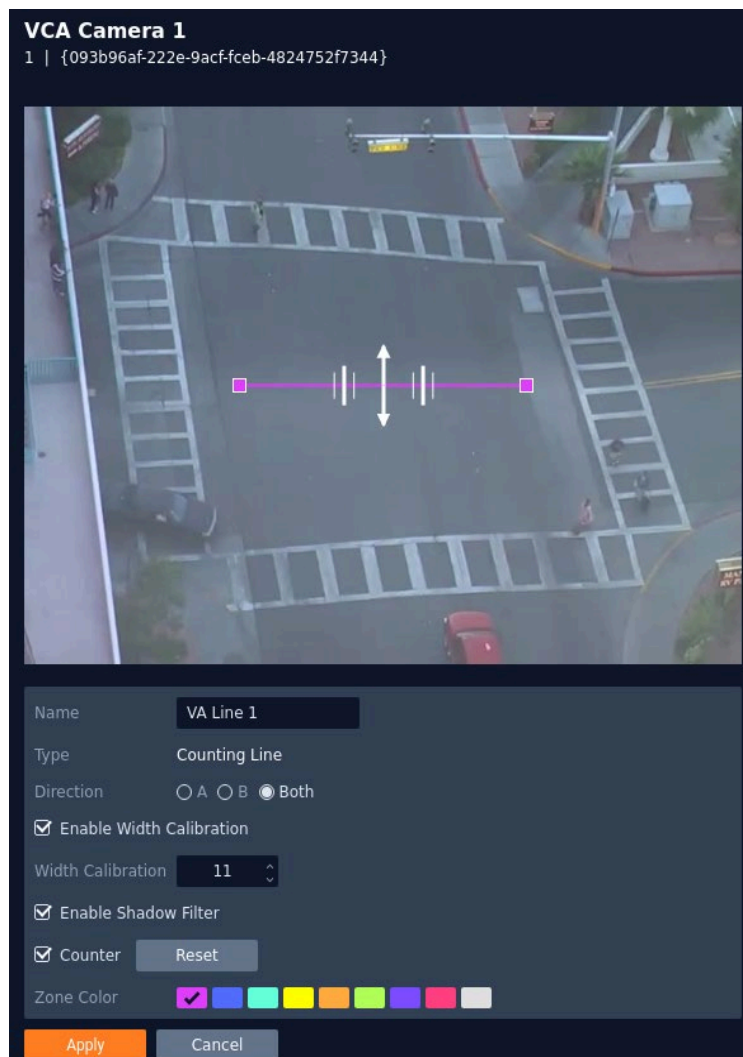 VCA Camera 1
1 | {093b96af-222e-9acf-fceb-4824752f7344}
Name VA Line 1
Type Counting Line
Direction A B Both
Enable Width Calibration
Width Calibration 11
Enable Shadow Filter
Counter Reset
Zone Color
Apply Cancel